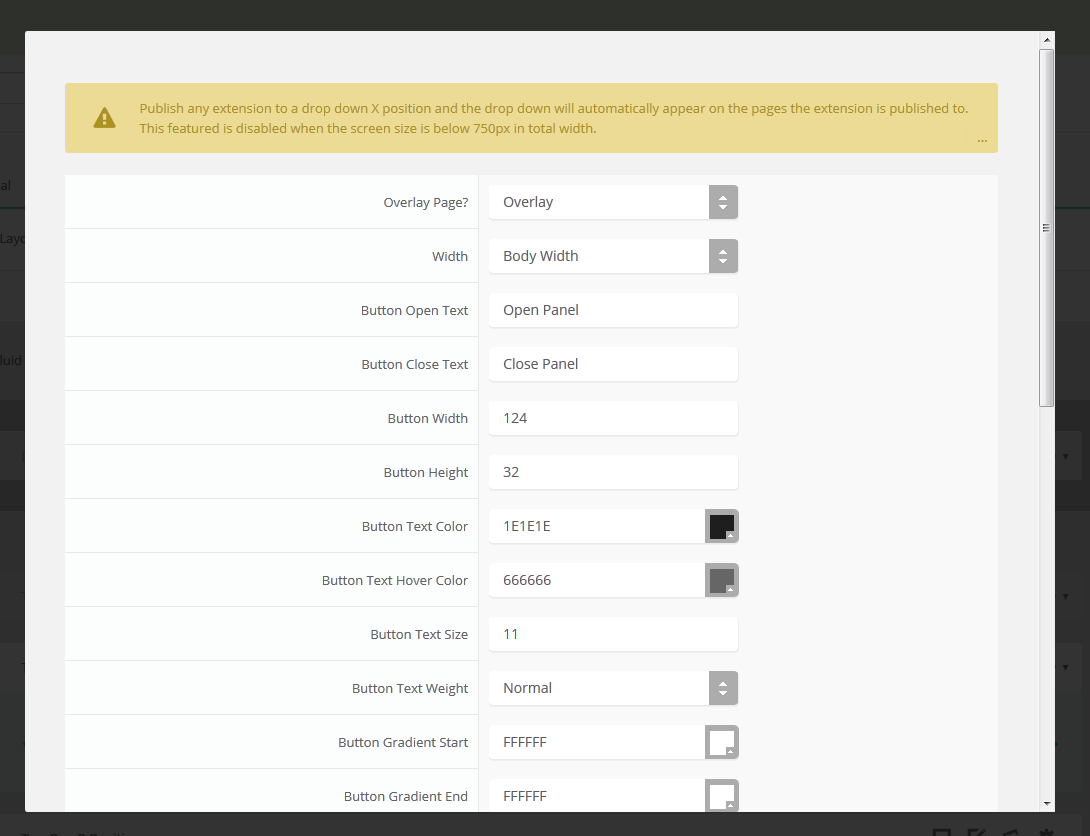 Publish any extension to a drop down X position and the drop down will automatically appear on the pages the extension is published to.
This featured is disabled when the screen size is below 750px in total width.
...
al
Layo
luid
Overlay Page? Overlay
Width Body Width
Button Open Text Open Panel
Button Close Text Close Panel
Button Width 124
Button Height 32
Button Text Color 1E1E1E
Button Text Hover Color 666666
Button Text Size 11
Button Text Weight Normal
Button Gradient Start FFFFFF
Button Gradient End FFFFFF